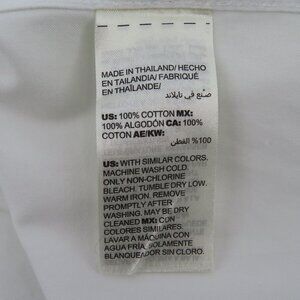 MADE IN THAILAND/ HECHO
EN TAILANDIA/ FABRIQUÉ
EN THAÏLANDE/
صنع في تايلاند
US: 100% COTTON MX:
100% ALGODÓN CA: 100%
COTON AE/KW:
100% القطن
US: WITH SIMILAR COLORS.
MACHINE WASH COLD.
ONLY NON-CHLORINE
BLEACH. TUMBLE DRY LOW.
WARM IRON. REMOVE
PROMPTLY AFTER
WASHING. MAY BE DRY
CLEANED MX: CON
COLORES SIMILARES.
LAVAR A MÁQUINA CON
AGUA FRÍA. SOLAMENTE
BLANQUEADOR SIN CLORO.